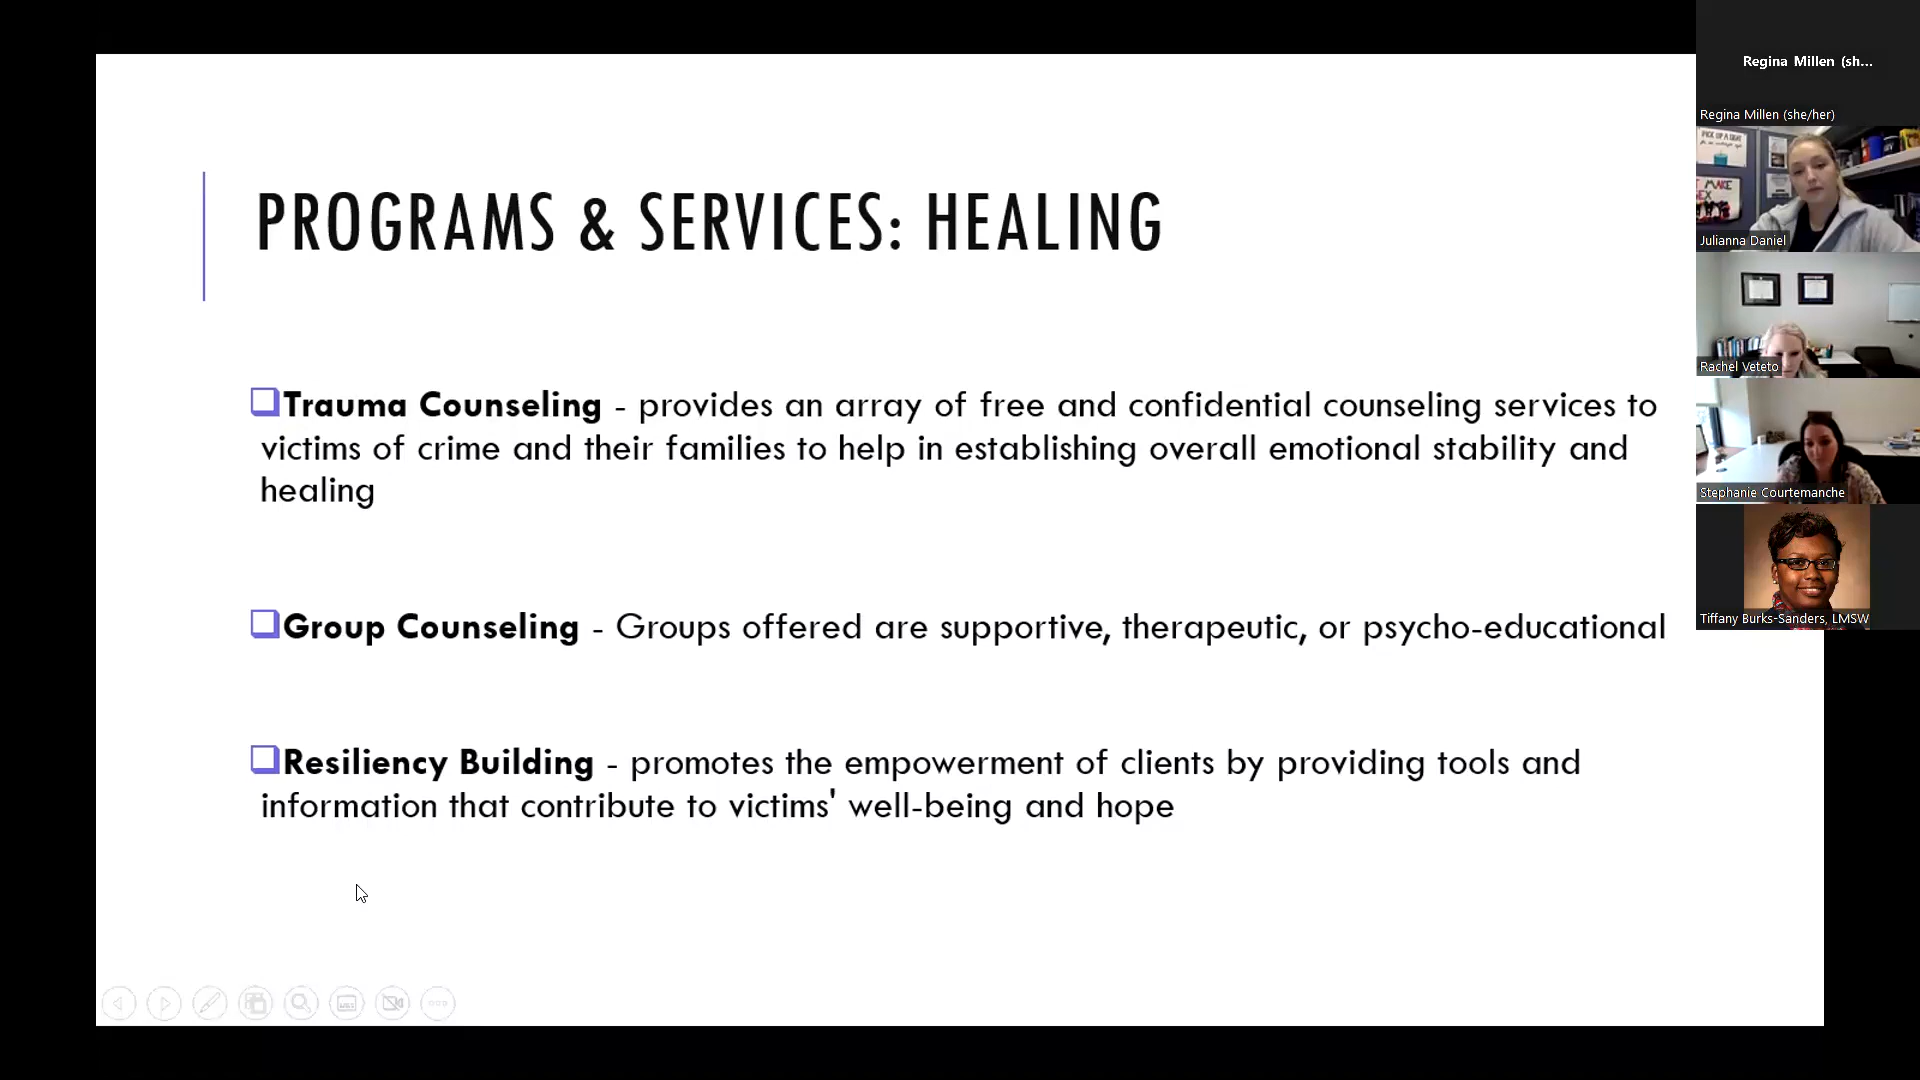 PROGRAMS & SERVICES: HEALING
Trauma Counseling - provides an array of free and confidential counseling services to
victims of crime and their families to help in establishing overall emotional stability and
healing
Group Counseling - Groups offered are supportive, therapeutic, or psycho-educational
Resiliency Building - promotes the empowerment of clients by providing tools and
information that contribute to victims' well-being and hope
Regina Millen (sh...
Regina Millen (she/her)
PICK UP A
MAKE
Julianna Daniel
Rachel Veteto
Stephanie Courtemanche
Tiffany Burks-Sanders, LMSW